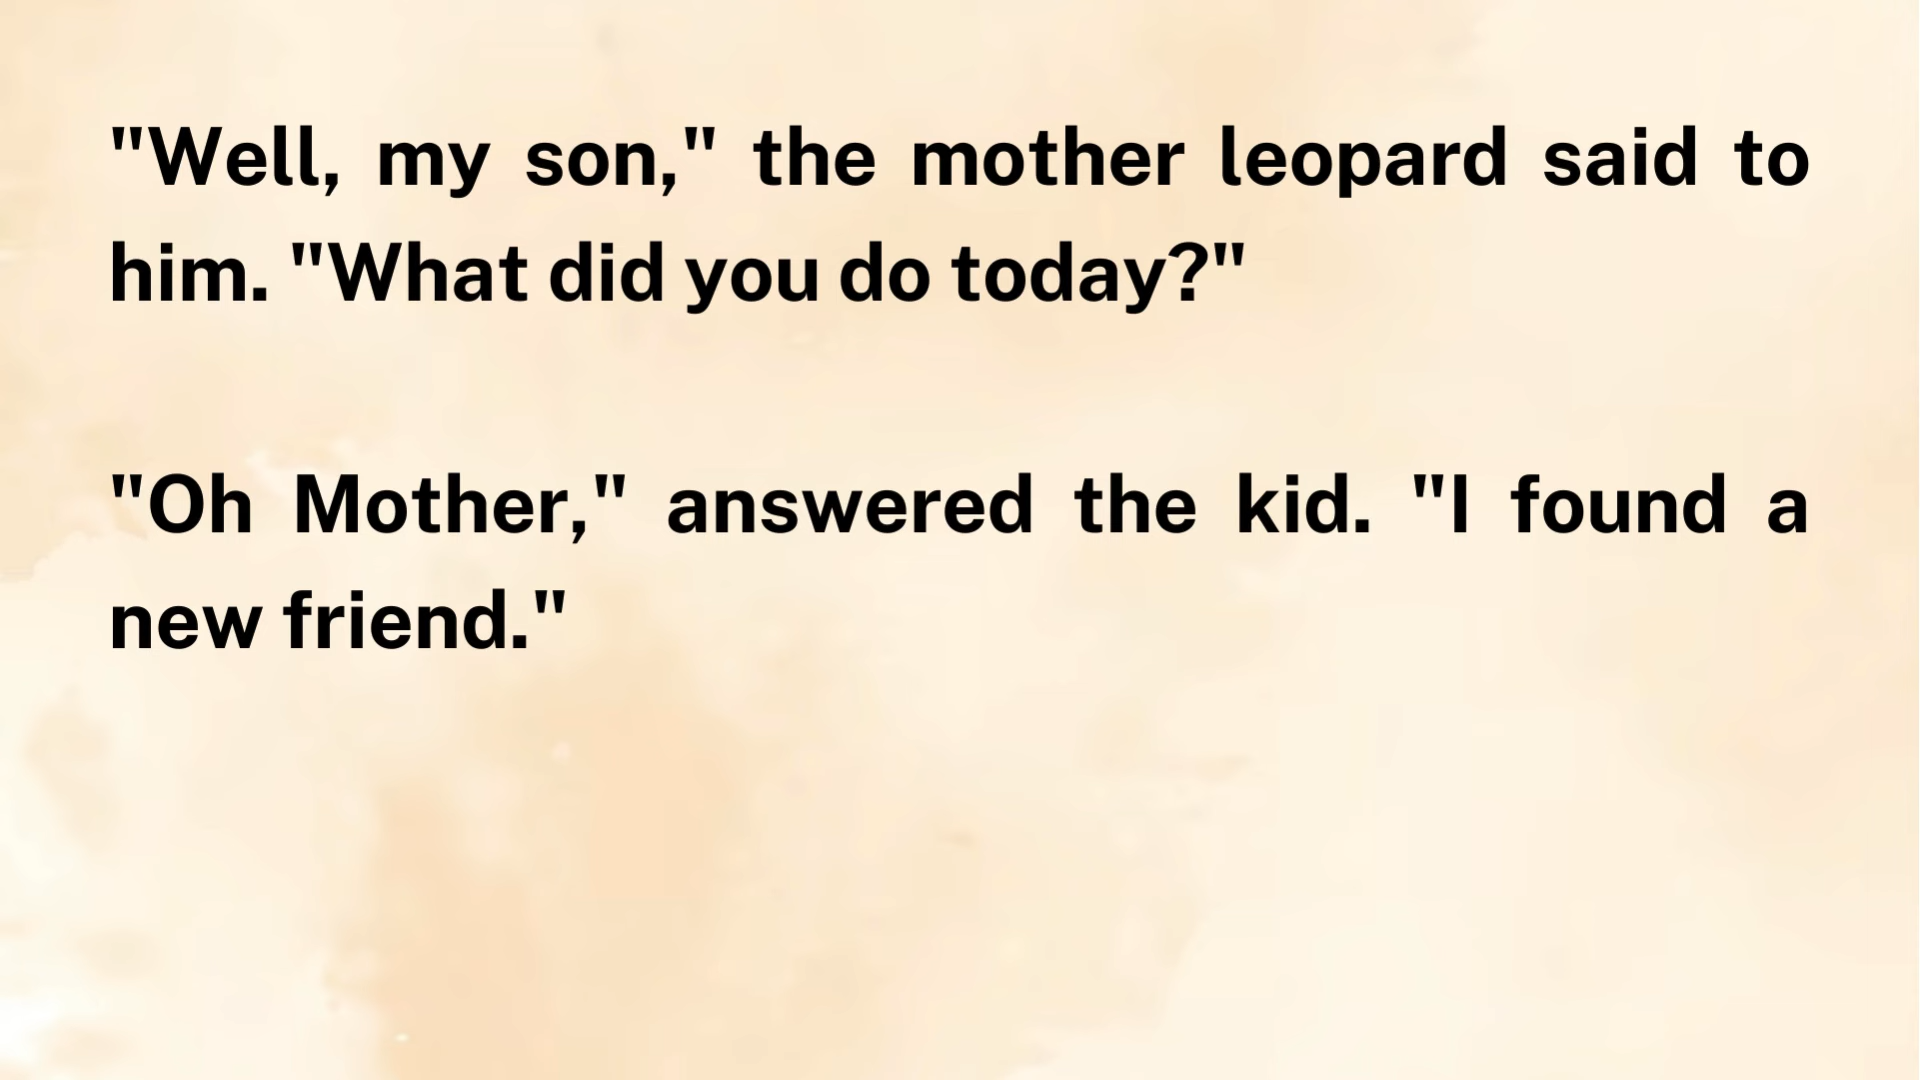 "Well, my son," the mother leopard said to
him. "What did you do today?"
"Oh Mother," answered the kid. "I found a
new friend."